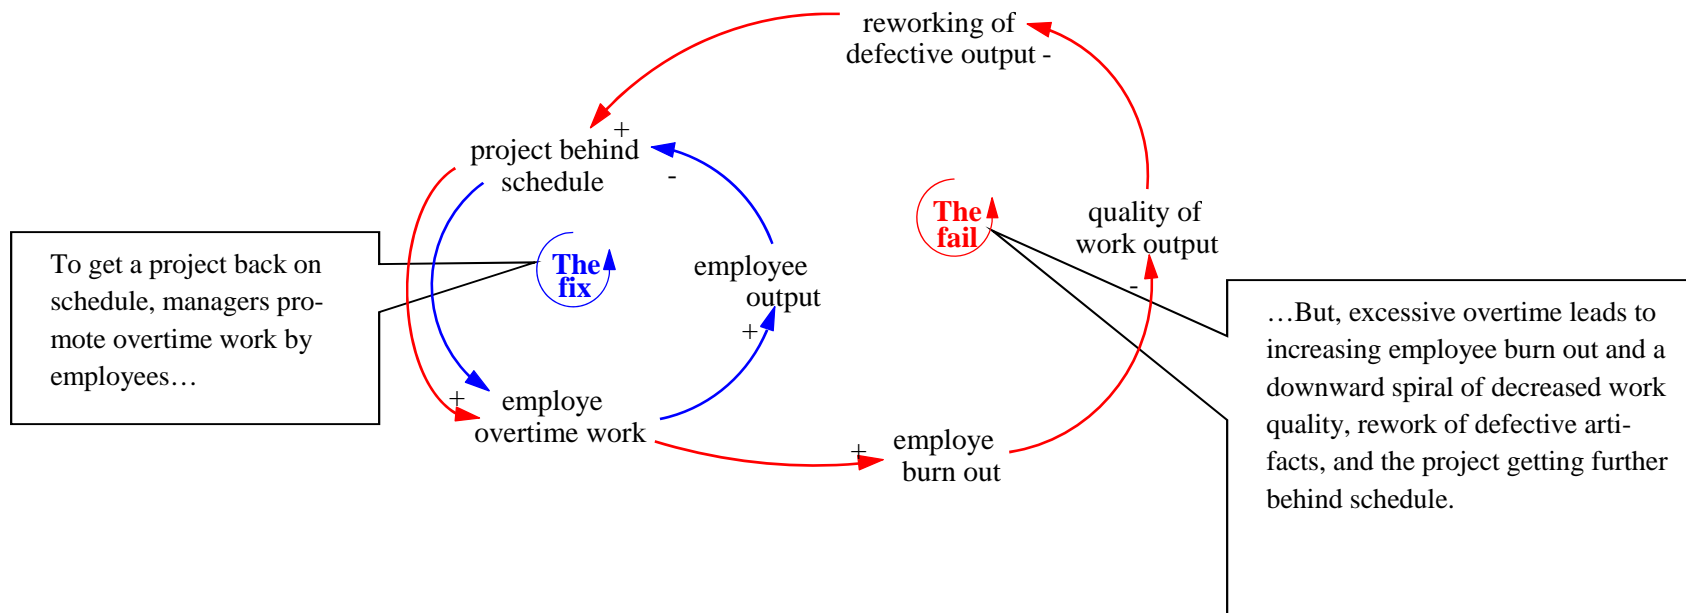 reworking of
defective output -
+
project behind
schedule
-
The
fail
quality of
work output
-
To get a project back on
schedule, managers pro-
mote overtime work by
employees…
The
fix
employee
output
+
…But, excessive overtime leads to
increasing employee burn out and a
downward spiral of decreased work
quality, rework of defective arti-
facts, and the project getting further
behind schedule.
+
employe
overtime work
+
employe
burn out